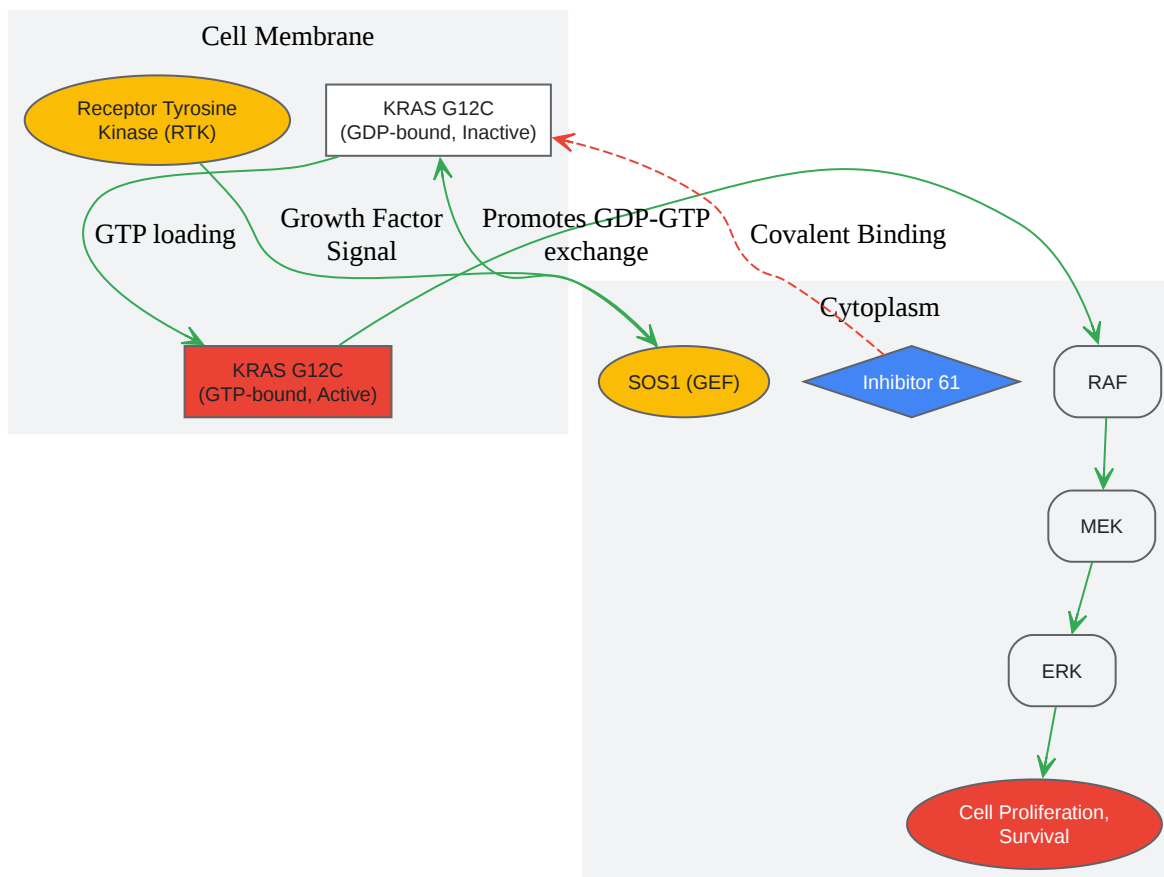 Cell Membrane
Receptor Tyrosine
Kinase (RTK)
KRAS G12C
(GDP-bound, Inactive)
GTP loading
Growth Factor
Signal
Promotes GDP-GTP
exchange
Covalent Binding
Cytoplasm
KRAS G12C
(GTP-bound, Active)
SOS1 (GEF)
Inhibitor 61
RAF
MEK
ERK
Cell Proliferation,
Survival